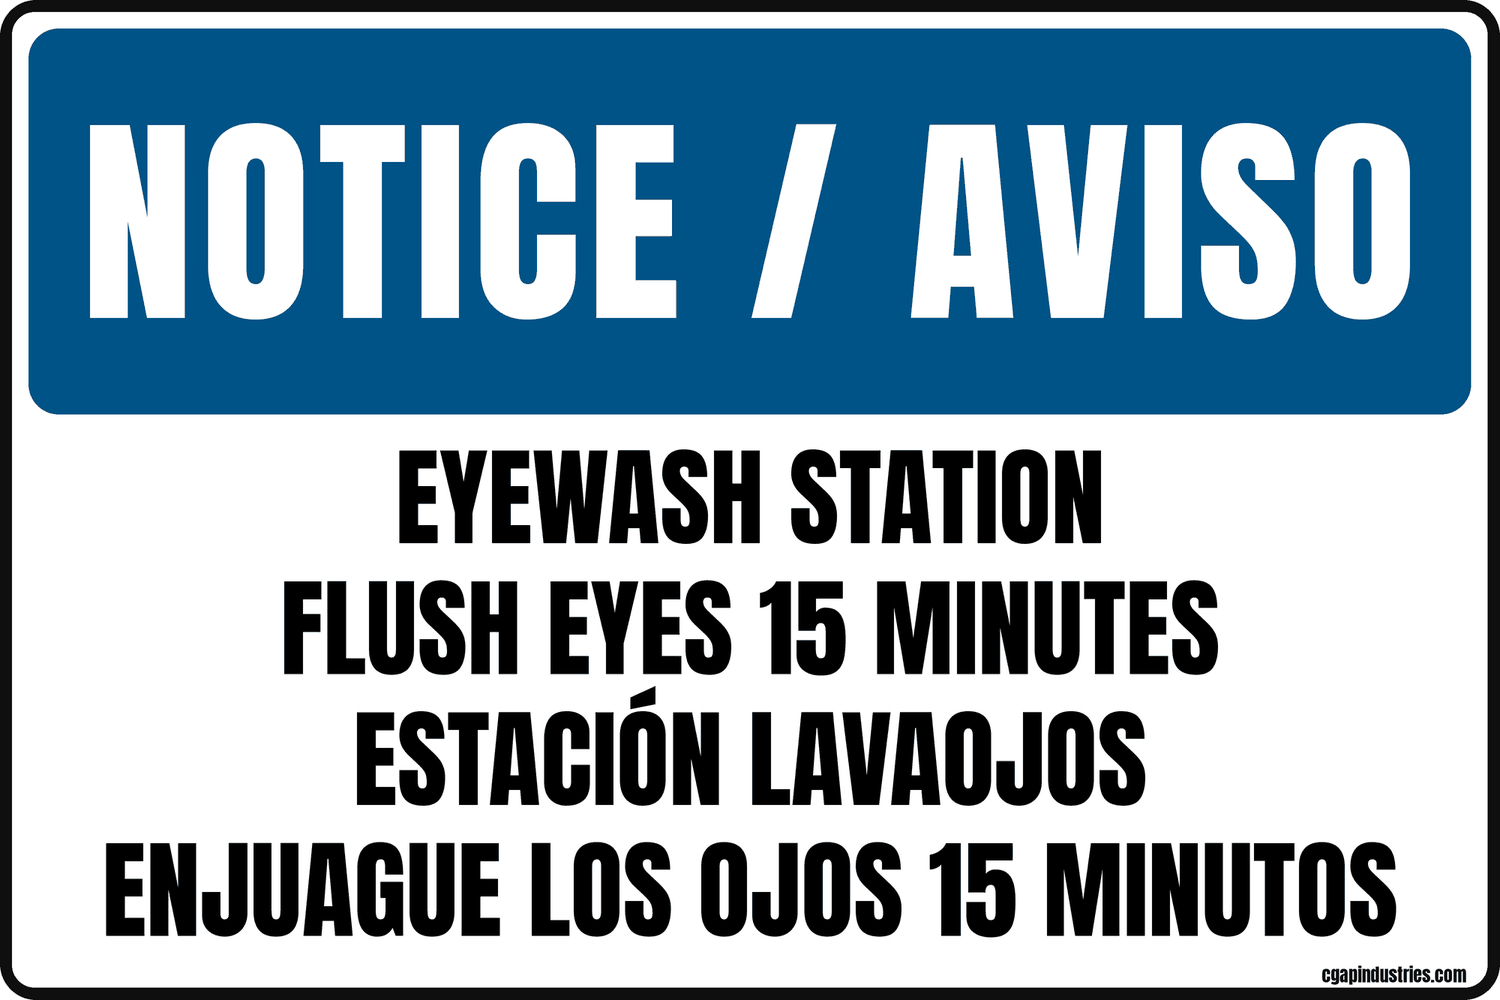 NOTICE / AVISO
EYEWASH STATION
FLUSH EYES 15 MINUTES
ESTACIÓN LAVAOJOS
ENJUAGUE LOS OJOS 15 MINUTOS
cgapindustries.com